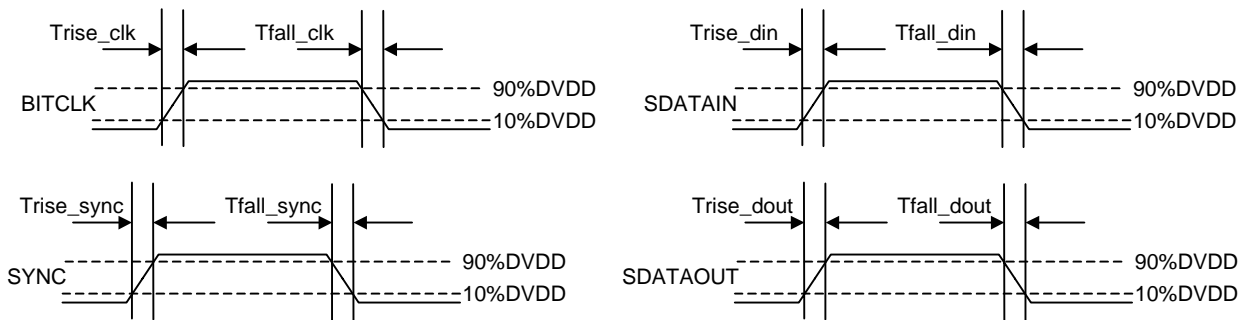 Trise_clk Tfall_clk
BITCLK
90%DVDD
10%DVDD
Trise_din Tfall_din
SDATAIN
90%DVDD
10%DVDD
Trise_sync Tfall_sync
SYNC
90%DVDD
10%DVDD
Trise_dout Tfall_dout
SDATAOUT
90%DVDD
10%DVDD